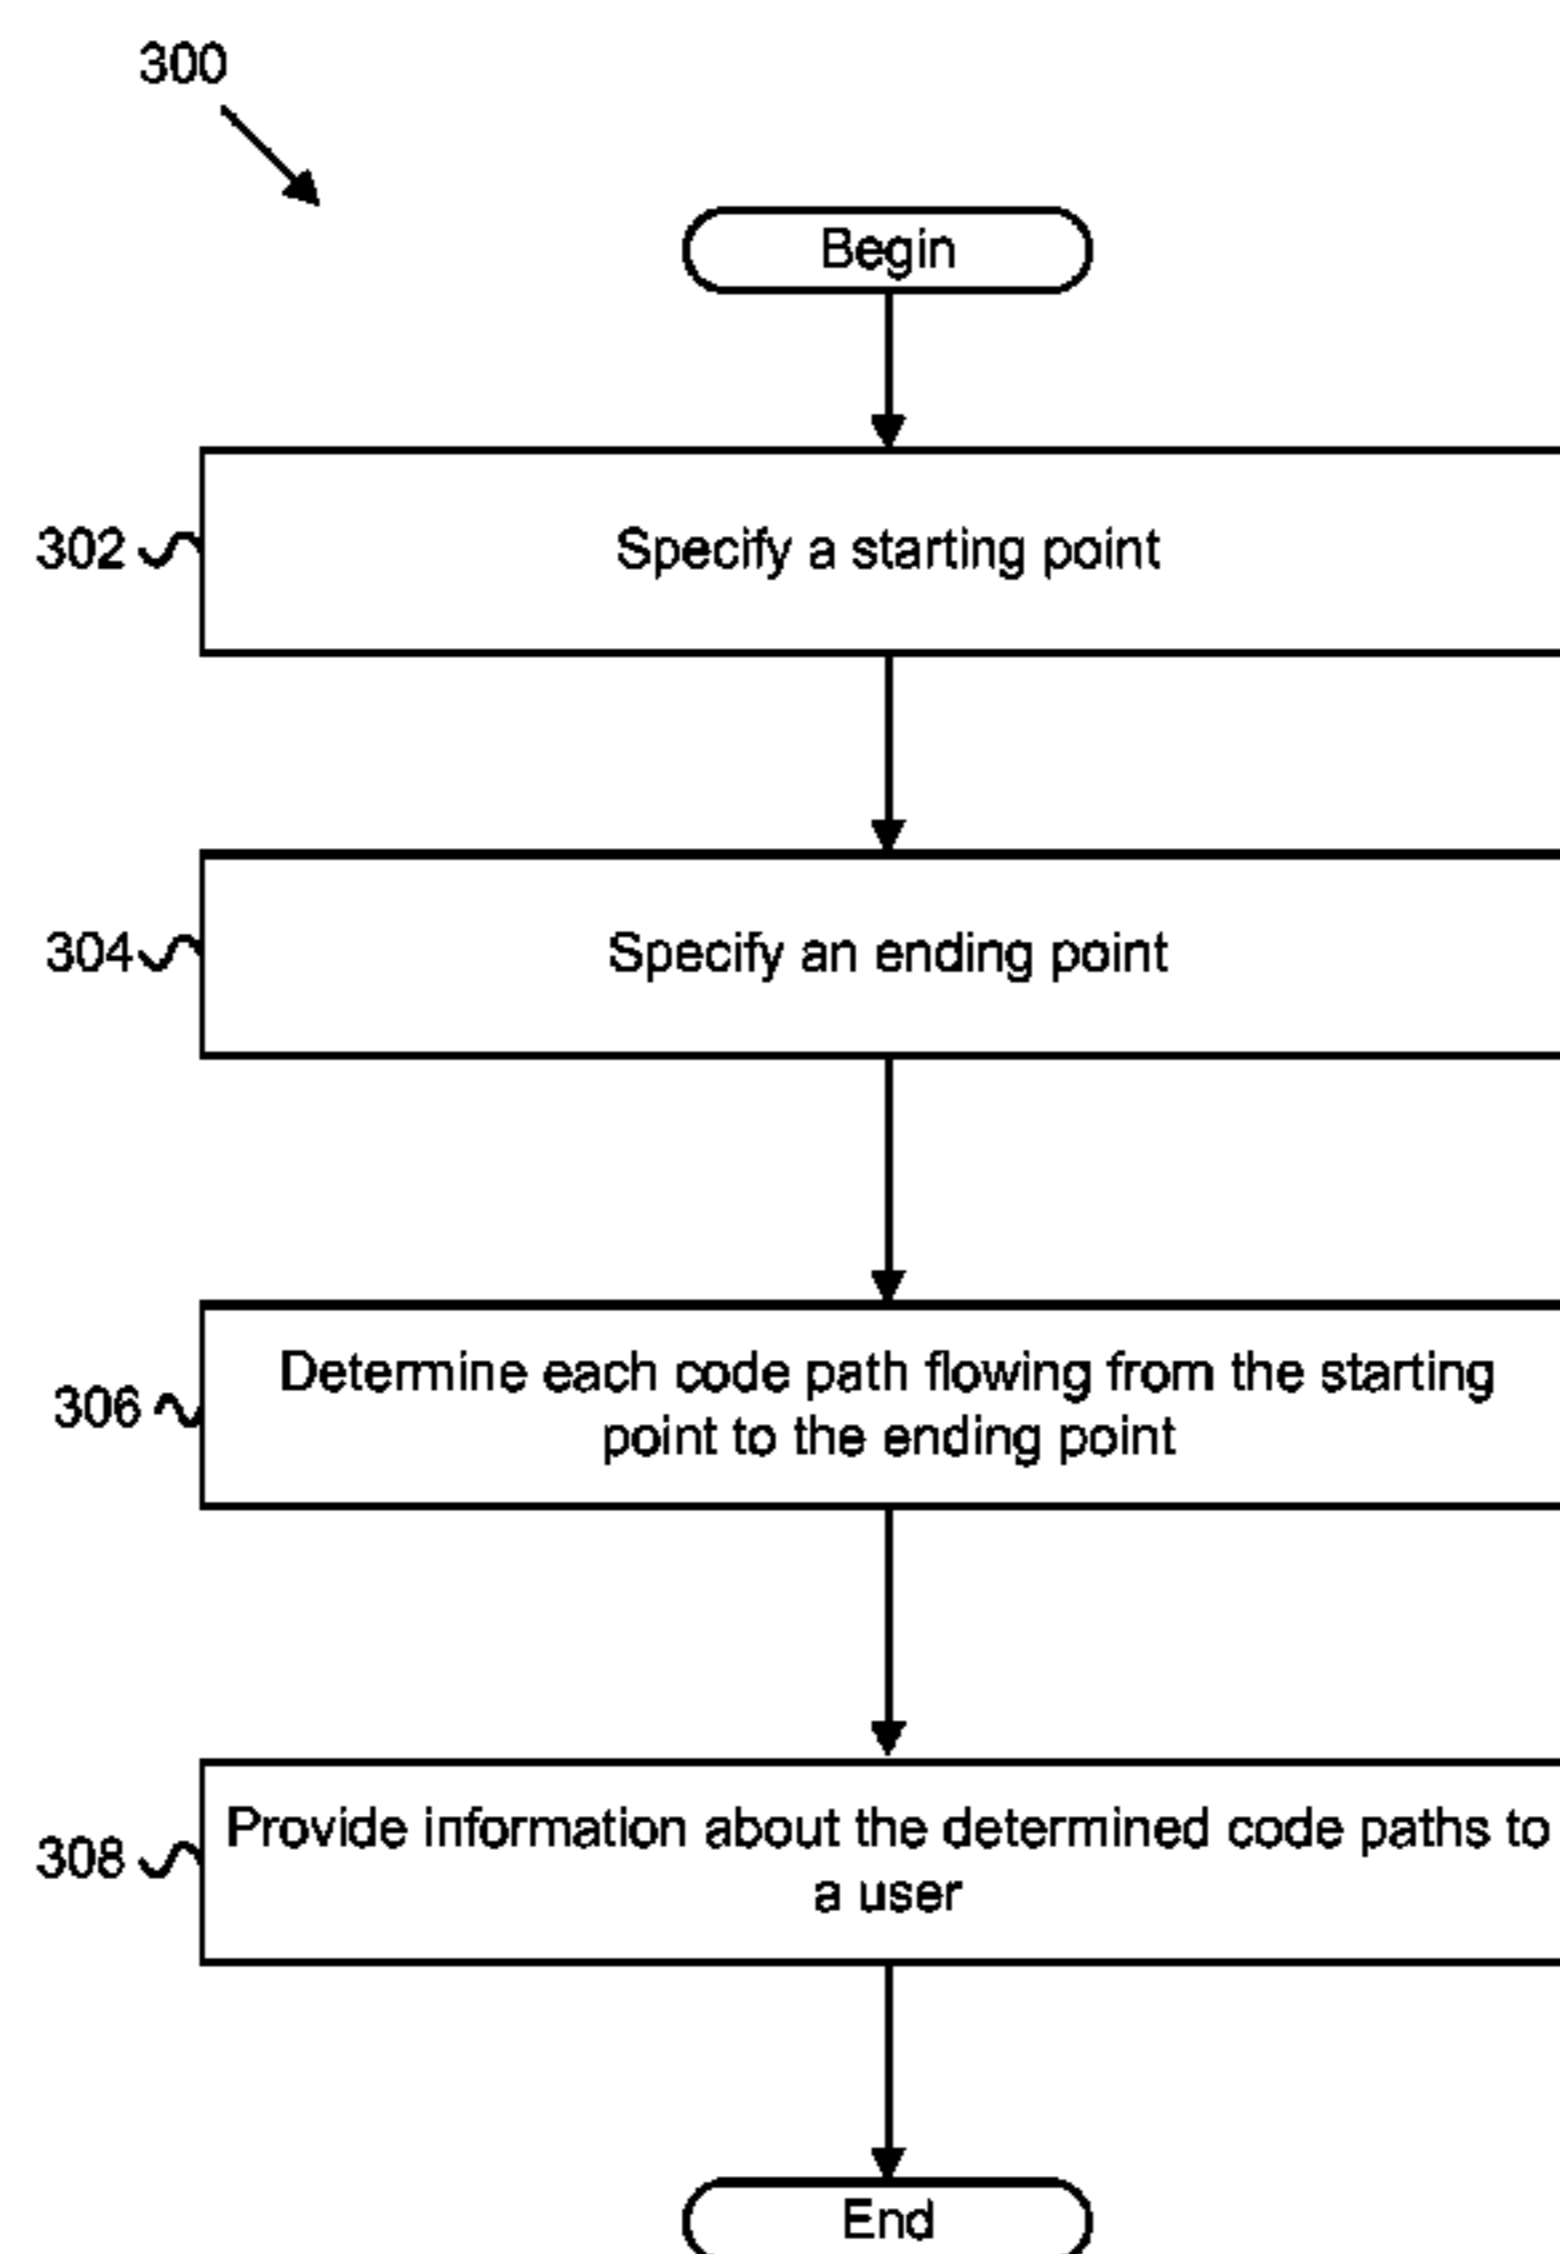 300
Begin
302
Specify a starting point
304
Specify an ending point
306
Determine each code path flowing from the starting
point to the ending point
308
Provide information about the determined code paths to
a user
End